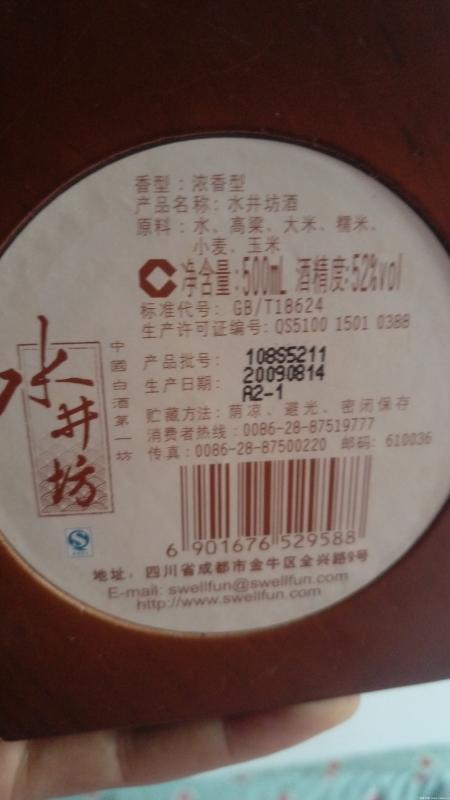 香型：浓香型
产品名称：水井坊酒
原料：水、高粱、大米、糯米、
小麦、玉米
净含量：500mL 酒精度：52%vol
标准代号：GB/T18624
生产许可证编号：QS5100 1501 0388
产品批号：10885211
生产日期：20090814
A2-1
贮藏方法：荫凉、避光、密闭保存
消费者热线：0086-28-87519777
传真：0086-28-87500220 邮码：610036
水井坊
中國白酒第一坊
6 901676 529588
地址：四川省成都市金牛区全兴路9号
E-mail: swellfun@swellfun.com
http://www.swellfun.com